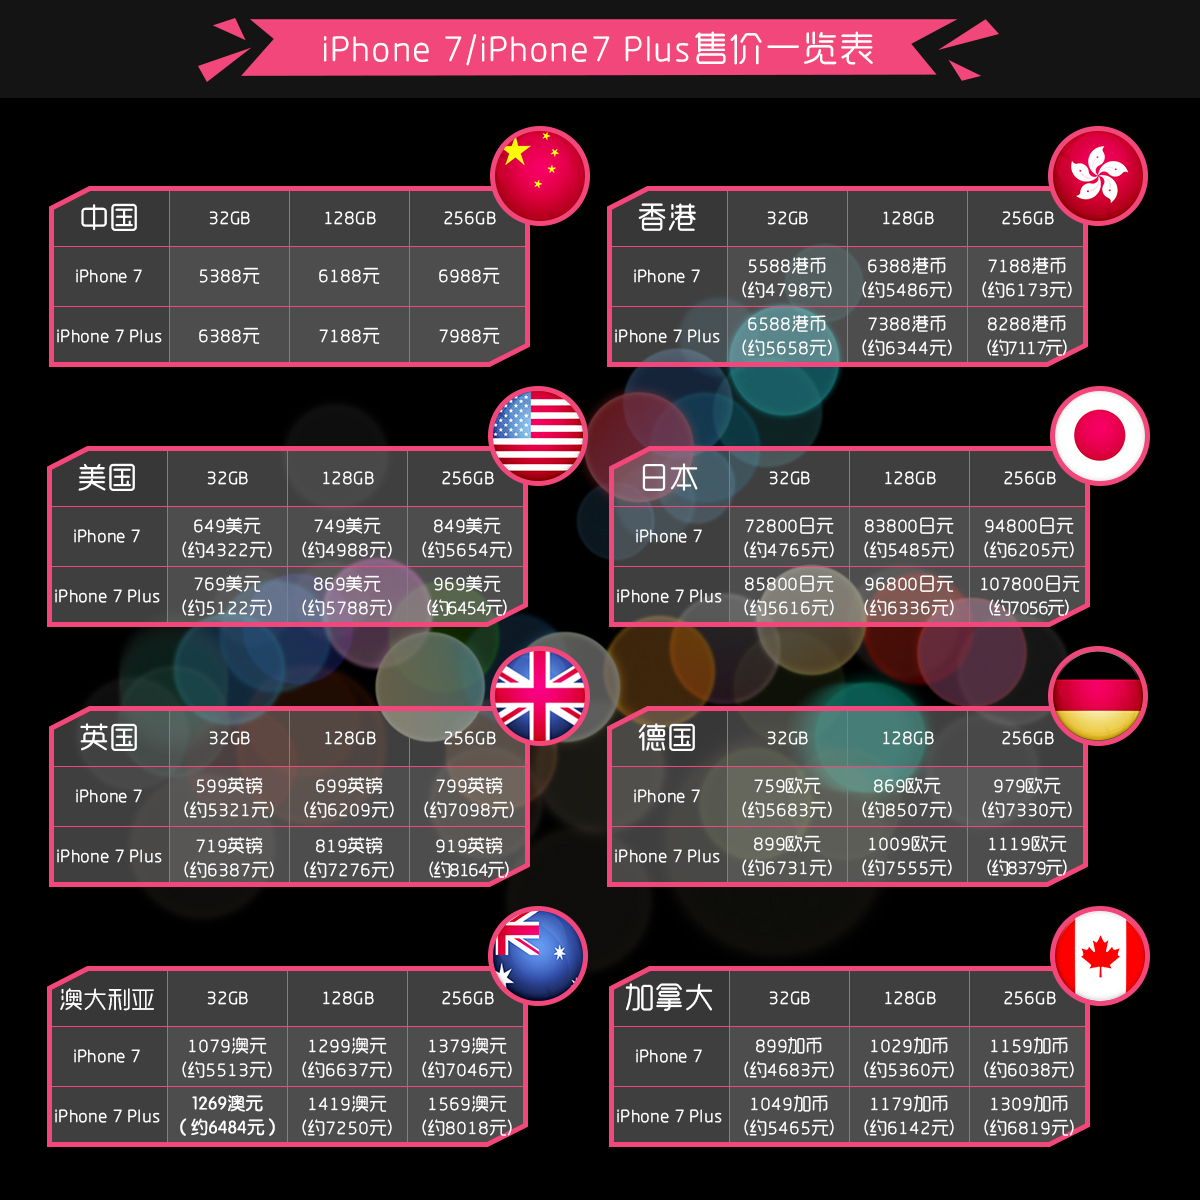 iPhone 7/iPhone7 Plus售价一览表
中国 32GB 128GB 256GB
iPhone 7 5388元 6188元 6988元
iPhone 7 Plus 6388元 7188元 7988元
香港 32GB 128GB 256GB
5588港币 6388港币 7188港币
iPhone 7
(约4798元) (约5486元) (约6173元)
6588港币 7388港币 8288港币
iPhone 7 Plus
(约5658元) (约6344元) (约7117元)
美国 32GB 128GB 256GB
649美元 749美元 849美元
iPhone 7
(约4322元) (约4988元) (约5654元)
769美元 869美元 969美元
iPhone 7 Plus
(约5122元) (约5788元) (约6454元)
日本 32GB 128GB 256GB
72800日元 83800日元 94800日元
iPhone 7
(约4765元) (约5485元) (约6205元)
85800日元 96800日元 107800日元
iPhone 7 Plus
(约5616元) (约6336元) (约7056元)
英国 32GB 128GB 256GB
599英镑 699英镑 799英镑
iPhone 7
(约5321元) (约6209元) (约7098元)
719英镑 819英镑 919英镑
iPhone 7 Plus
(约6387元) (约7276元) (约8164元)
德国 32GB 128GB 256GB
759欧元 869欧元 979欧元
iPhone 7
(约5683元) (约8507元) (约7330元)
899欧元 1009欧元 1119欧元
iPhone 7 Plus
(约6731元) (约7555元) (约8379元)
澳大利亚 32GB 128GB 256GB
1079澳元 1299澳元 1379澳元
iPhone 7
(约5513元) (约6637元) (约7046元)
1269澳元 1419澳元 1569澳元
iPhone 7 Plus
(约6484元) (约7250元) (约8018元)
加拿大 32GB 128GB 256GB
899加币 1029加币 1159加币
iPhone 7
(约4683元) (约5360元) (约6038元)
1049加币 1179加币 1309加币
iPhone 7 Plus
(约5465元) (约6142元) (约6819元)